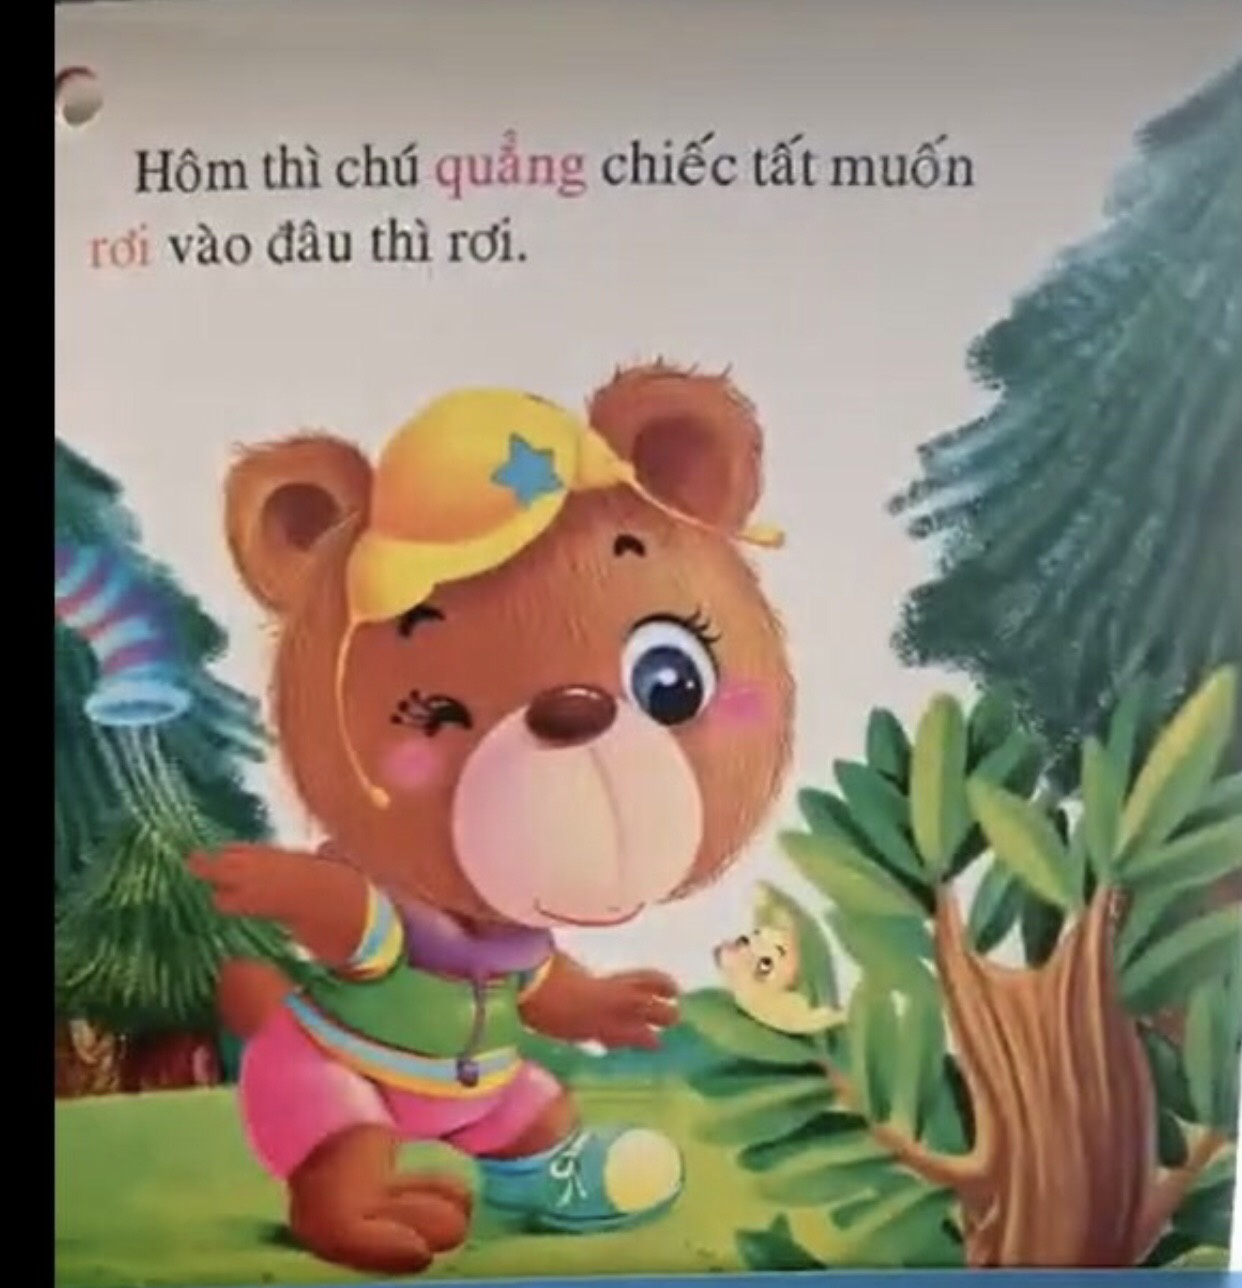 Hôm thì chú quẳng chiếc tất muốn
rơi vào đâu thì rơi.